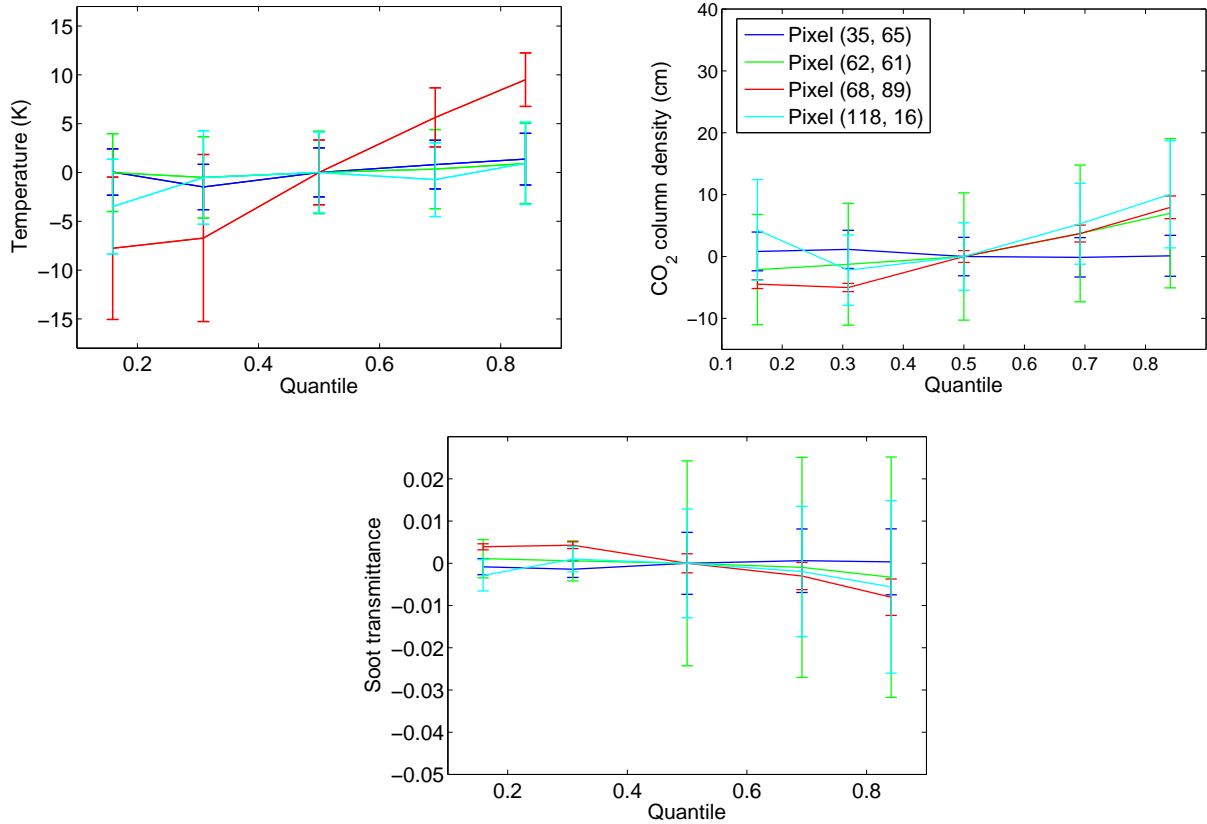 15
10
5
0
−5
−10
−15
Temperature (K)
0.2 0.4 0.6 0.8
Quantile
40
30
20
10
0
−10
CO2 column density (cm)
Pixel (35, 65)
Pixel (62, 61)
Pixel (68, 89)
Pixel (118, 16)
0.1 0.2 0.3 0.4 0.5 0.6 0.7 0.8 0.9
Quantile
0.02
0.01
0
−0.01
−0.02
−0.03
−0.04
−0.05
Soot transmittance
0.2 0.4 0.6 0.8
Quantile